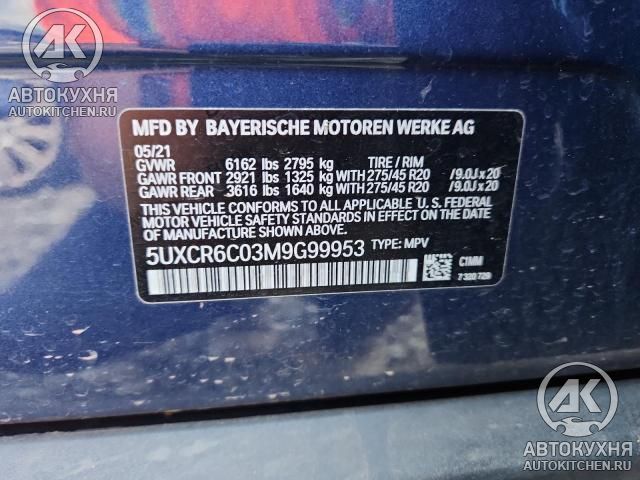 АК
АВТОКУХНЯ
AUTOKITCHEN.RU
MFD BY BAYERISCHE MOTOREN WERKE AG
05/21
GVWR 6162 lbs 2795 kg TIRE / RIM
GAWR FRONT 2921 lbs 1325 kg WITH 275/45 R20 /9.0J x 20
GAWR REAR 3616 lbs 1640 kg WITH 275/45 R20 /9.0J x 20
THIS VEHICLE CONFORMS TO ALL APPLICABLE U. S. FEDERAL
MOTOR VEHICLE SAFETY STANDARDS IN EFFECT ON THE DATE
OF MANUFACTURE SHOWN ABOVE.
5UXCR6C03M9G99953 TYPE: MPV
C1MM
АК
АВТОКУХНЯ
AUTOKITCHEN.RU